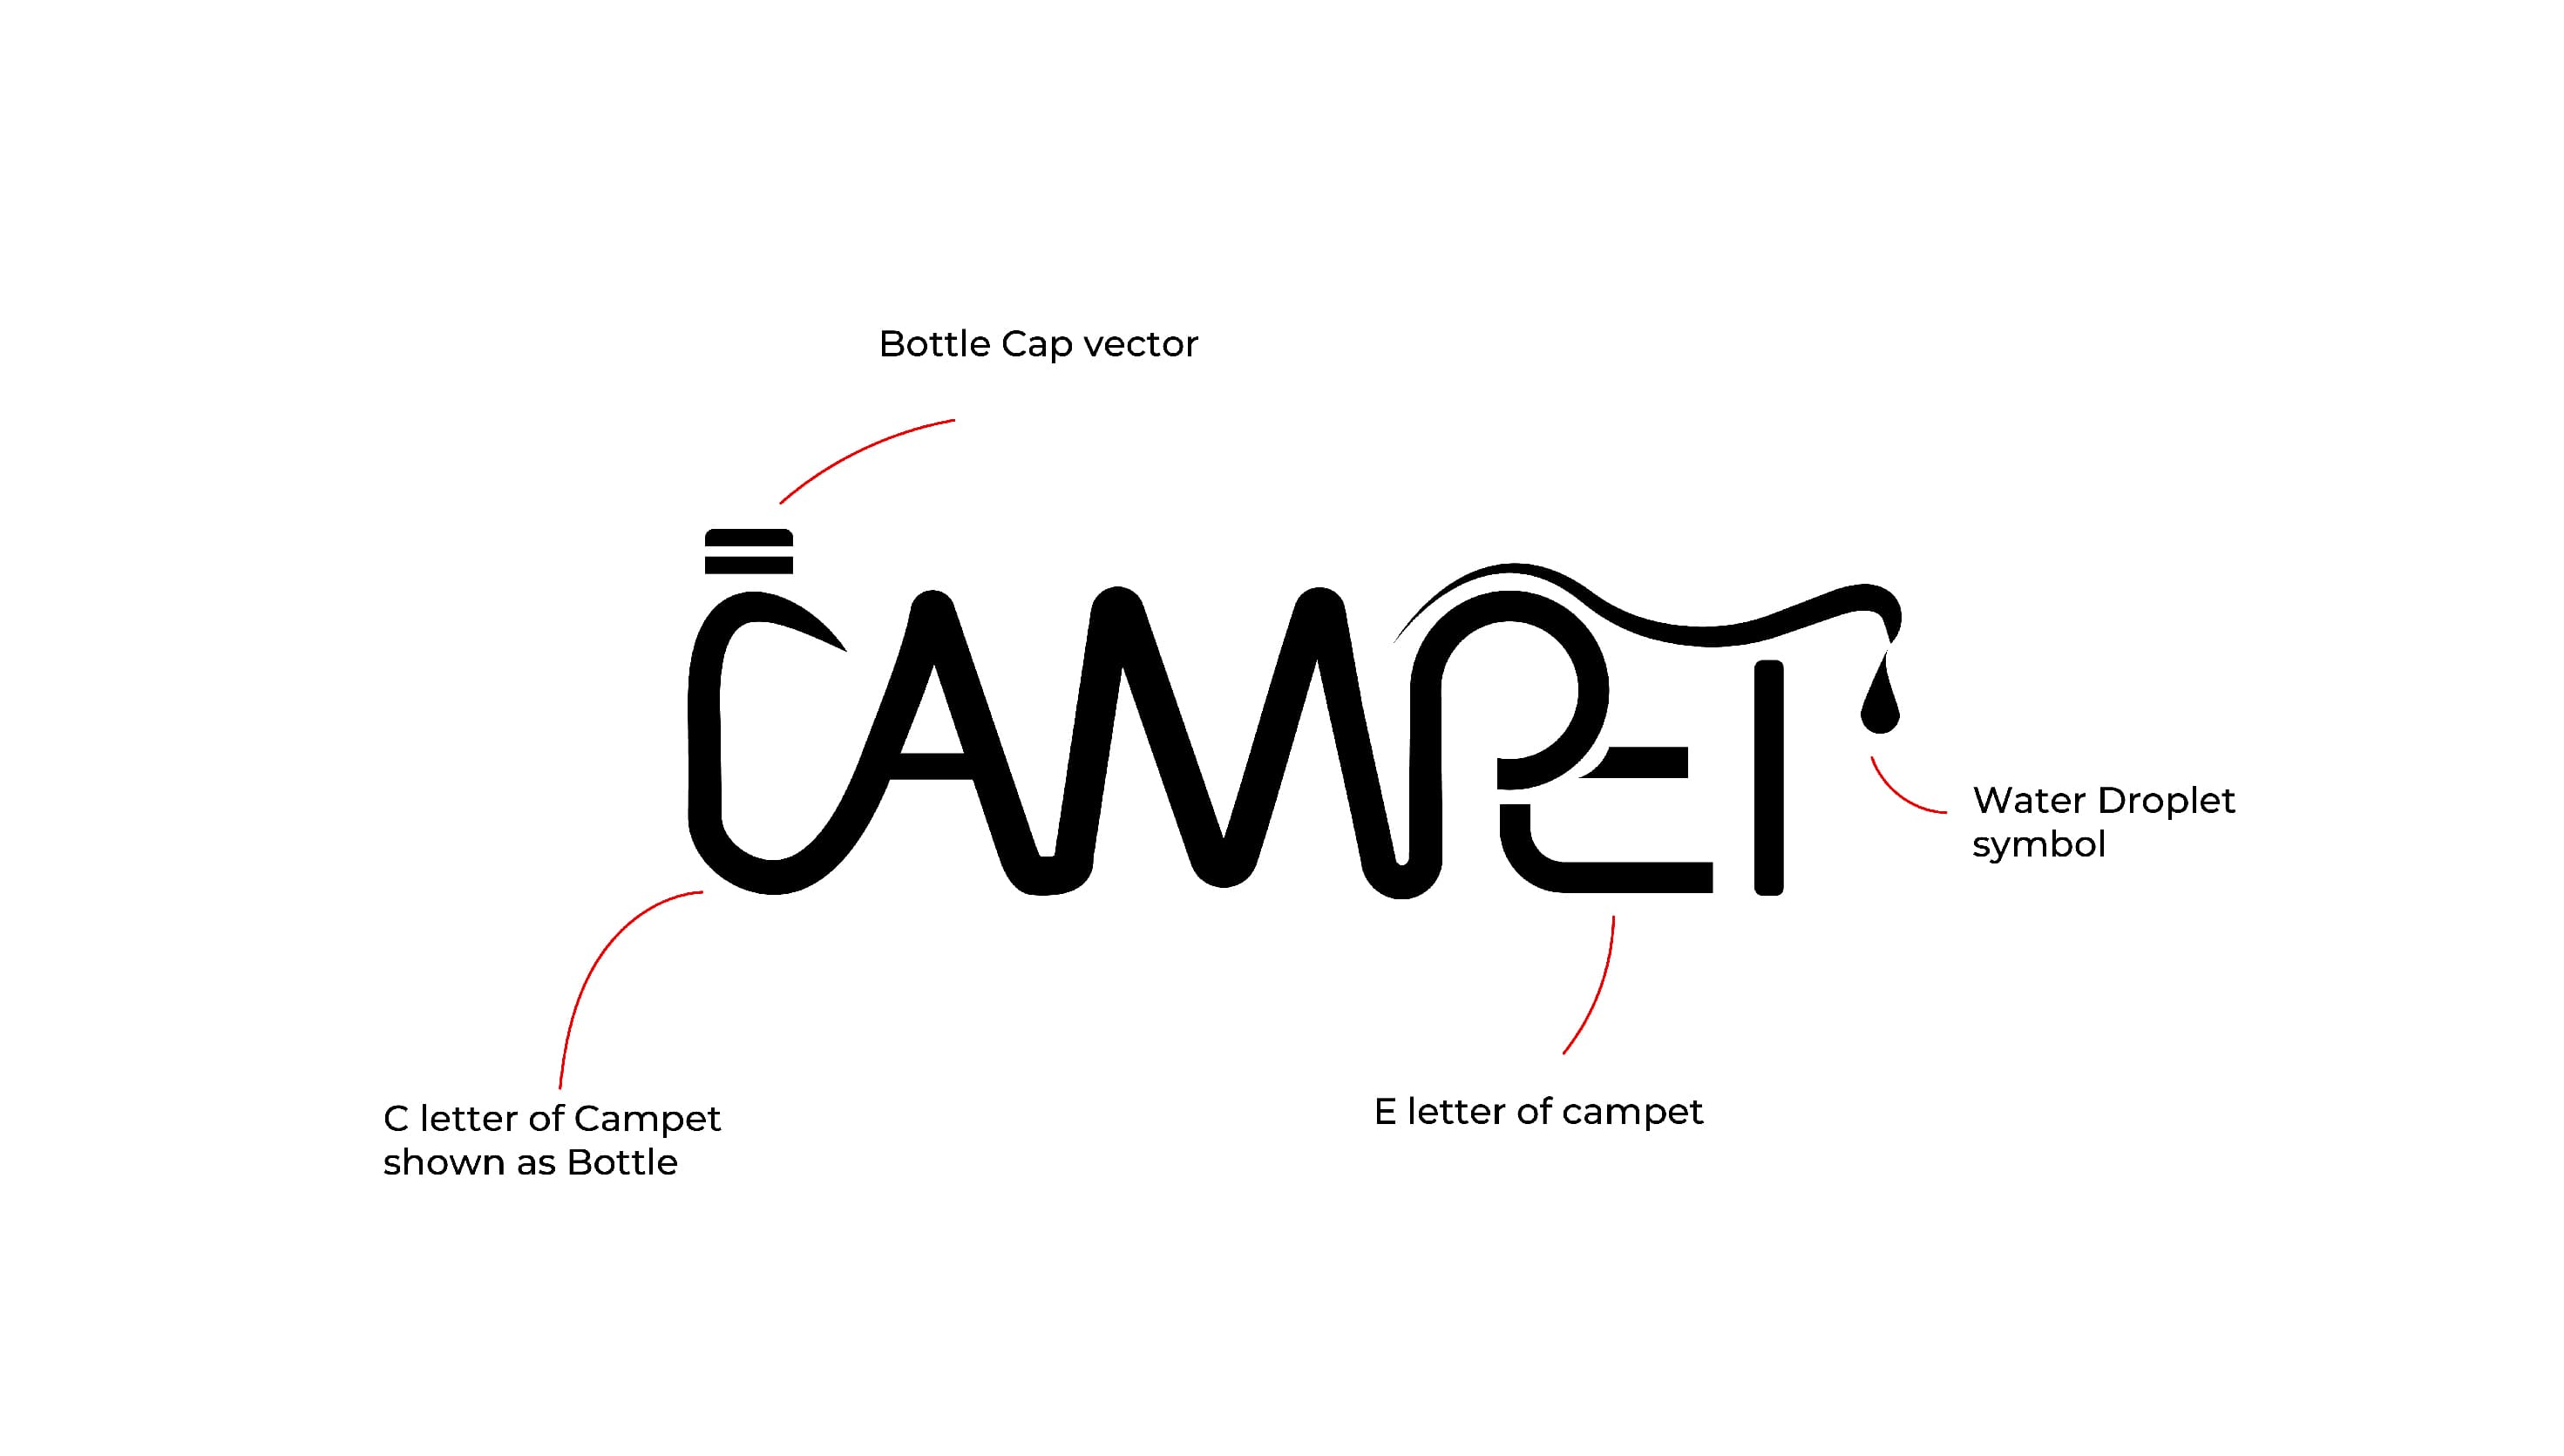 Bottle Cap vector
CAMPET
Water Droplet
symbol
C letter of Campet
shown as Bottle
E letter of campet